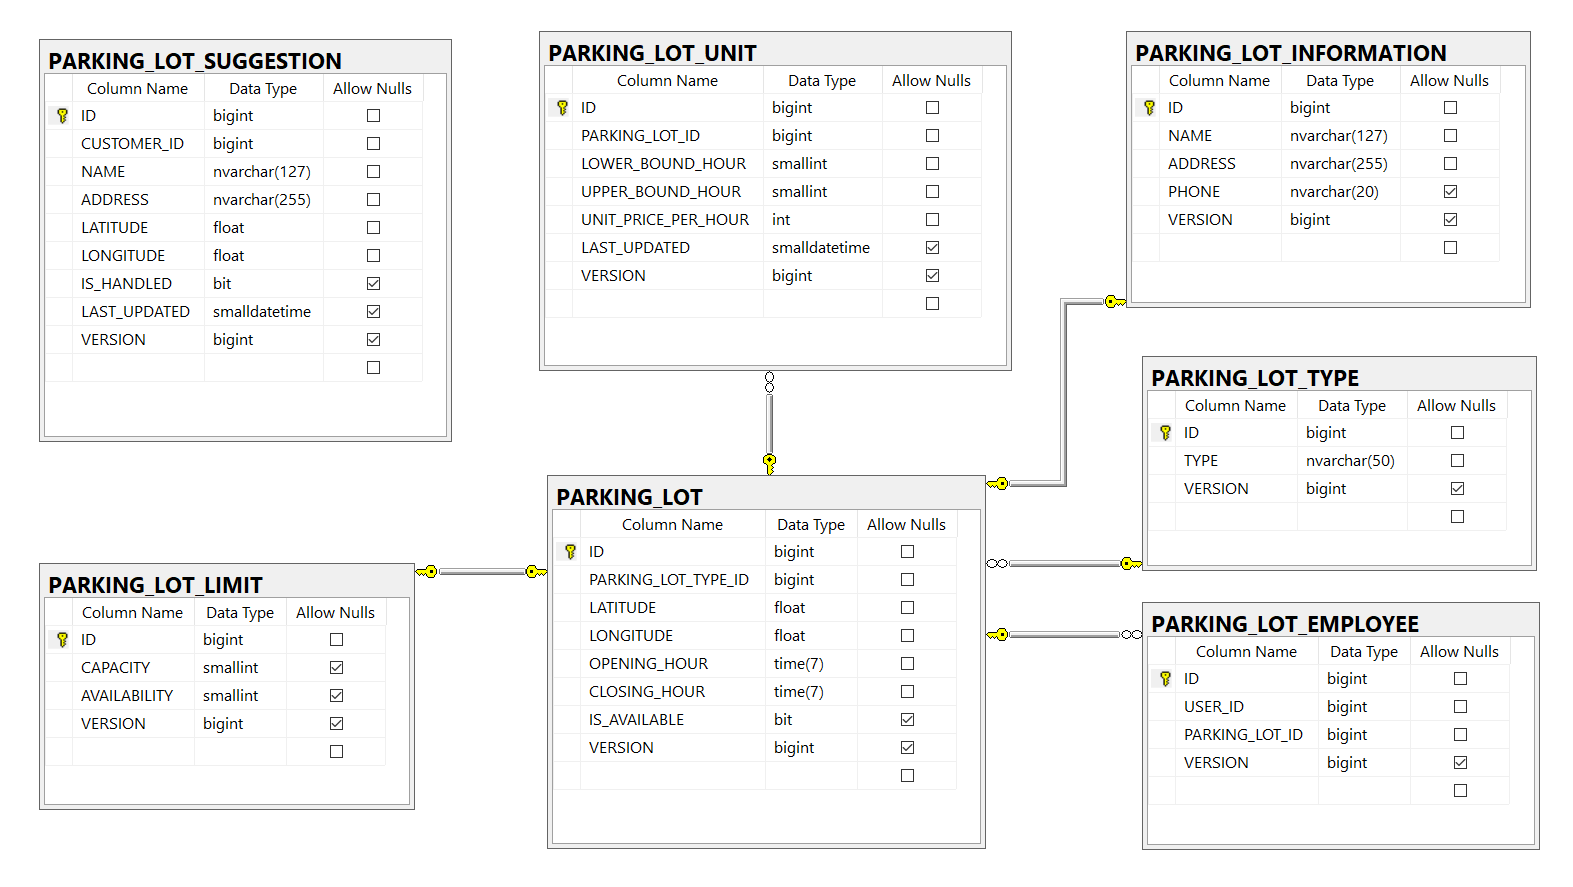 PARKING_LOT_SUGGESTION
Column Name Data Type Allow Nulls
ID bigint
CUSTOMER_ID bigint
NAME nvarchar(127)
ADDRESS nvarchar(255)
LATITUDE float
LONGITUDE float
IS_HANDLED bit
LAST_UPDATED smalldatetime
VERSION bigint
PARKING_LOT_UNIT
Column Name Data Type Allow Nulls
ID bigint
PARKING_LOT_ID bigint
LOWER_BOUND_HOUR smallint
UPPER_BOUND_HOUR smallint
UNIT_PRICE_PER_HOUR int
LAST_UPDATED smalldatetime
VERSION bigint
PARKING_LOT_INFORMATION
Column Name Data Type Allow Nulls
ID bigint
NAME nvarchar(127)
ADDRESS nvarchar(255)
PHONE nvarchar(20)
VERSION bigint
PARKING_LOT_TYPE
Column Name Data Type Allow Nulls
ID bigint
TYPE nvarchar(50)
VERSION bigint
PARKING_LOT_LIMIT
Column Name Data Type Allow Nulls
ID bigint
CAPACITY smallint
AVAILABILITY smallint
VERSION bigint
PARKING_LOT
Column Name Data Type Allow Nulls
ID bigint
PARKING_LOT_TYPE_ID bigint
LATITUDE float
LONGITUDE float
OPENING_HOUR time(7)
CLOSING_HOUR time(7)
IS_AVAILABLE bit
VERSION bigint
PARKING_LOT_EMPLOYEE
Column Name Data Type Allow Nulls
ID bigint
USER_ID bigint
PARKING_LOT_ID bigint
VERSION bigint